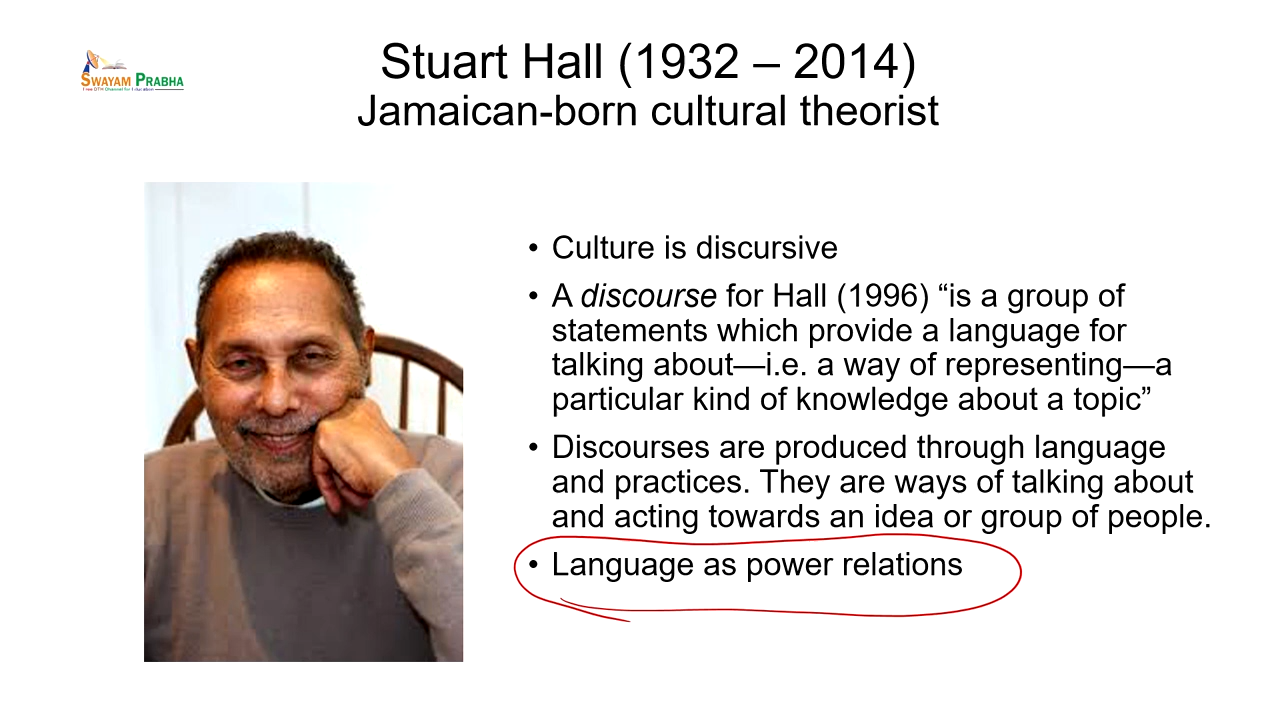 SWAYAM PRABHA
Stuart Hall (1932 – 2014)
Jamaican-born cultural theorist
• Culture is discursive
• A discourse for Hall (1996) “is a group of
statements which provide a language for
talking about—i.e. a way of representing—a
particular kind of knowledge about a topic”
• Discourses are produced through language
and practices. They are ways of talking about
and acting towards an idea or group of people.
• Language as power relations